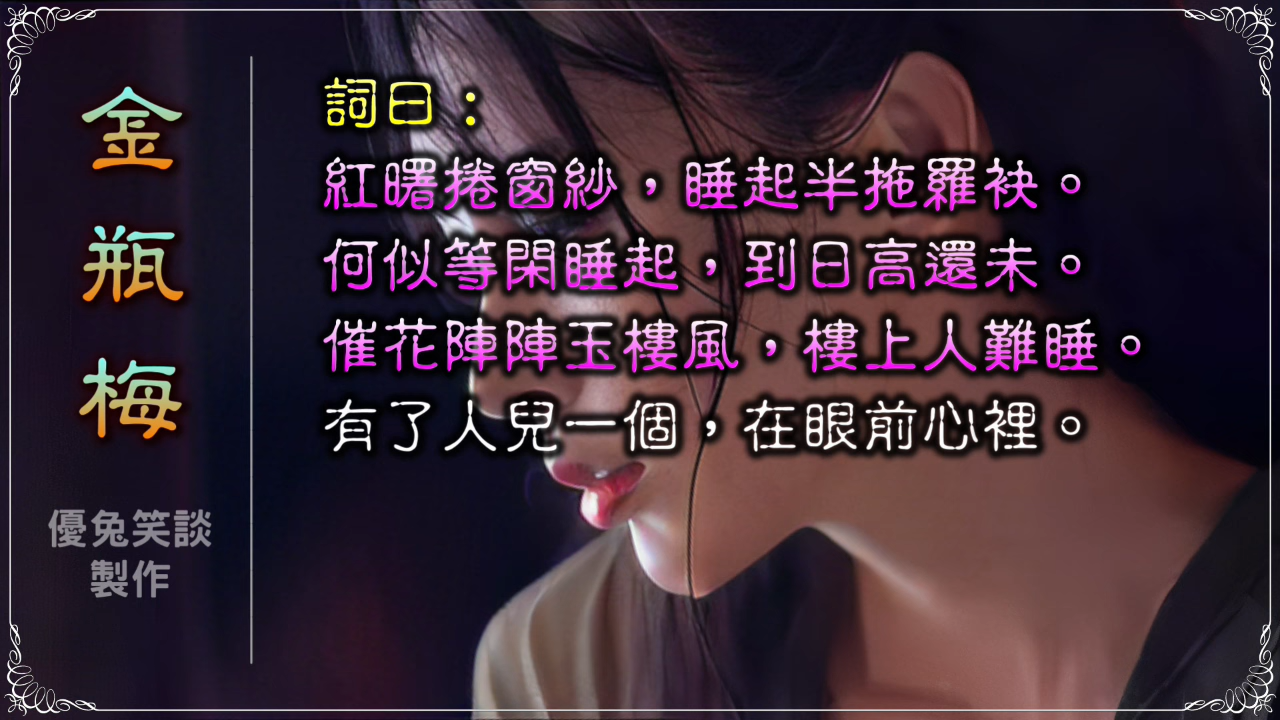 金瓶梅
優兔笑談
製作
詞曰：
紅曙捲窗紗，睡起半拖羅袂。
何似等閑睡起，到日高還未。
催花陣陣玉樓風，樓上人難睡。
有了人兒一個，在眼前心裡。